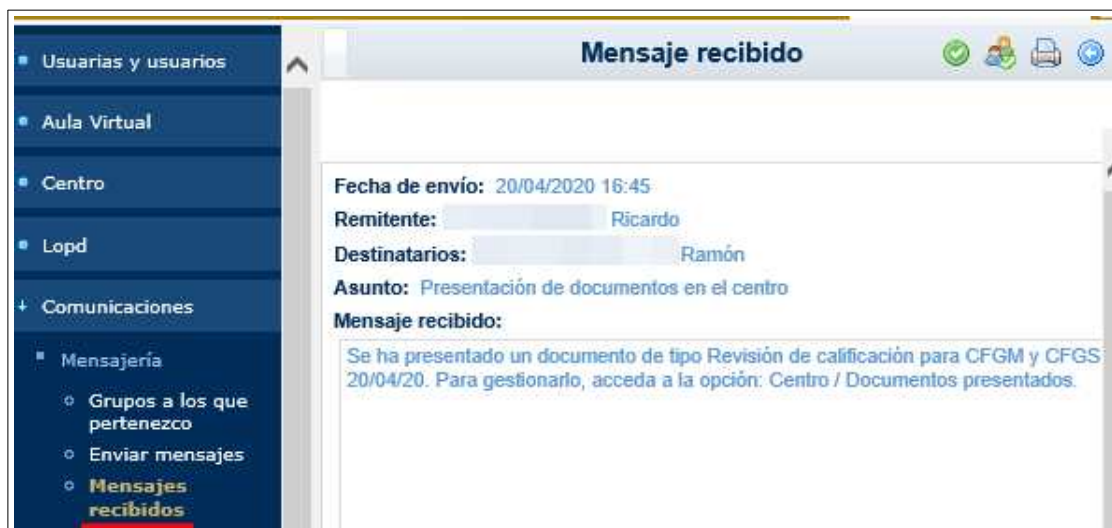 Usuarias y usuarios
Aula Virtual
Centro
Lopd
Comunicaciones
Mensajería
Grupos a los que
pertenezco
Enviar mensajes
Mensajes
recibidos
Mensaje recibido
Fecha de envío: 20/04/2020 16:45
Remitente: Ricardo
Destinatarios: Ramón
Asunto: Presentación de documentos en el centro
Mensaje recibido:
Se ha presentado un documento de tipo Revisión de calificación para CFGM y CFGS
20/04/20. Para gestionarlo, acceda a la opción: Centro / Documentos presentados.